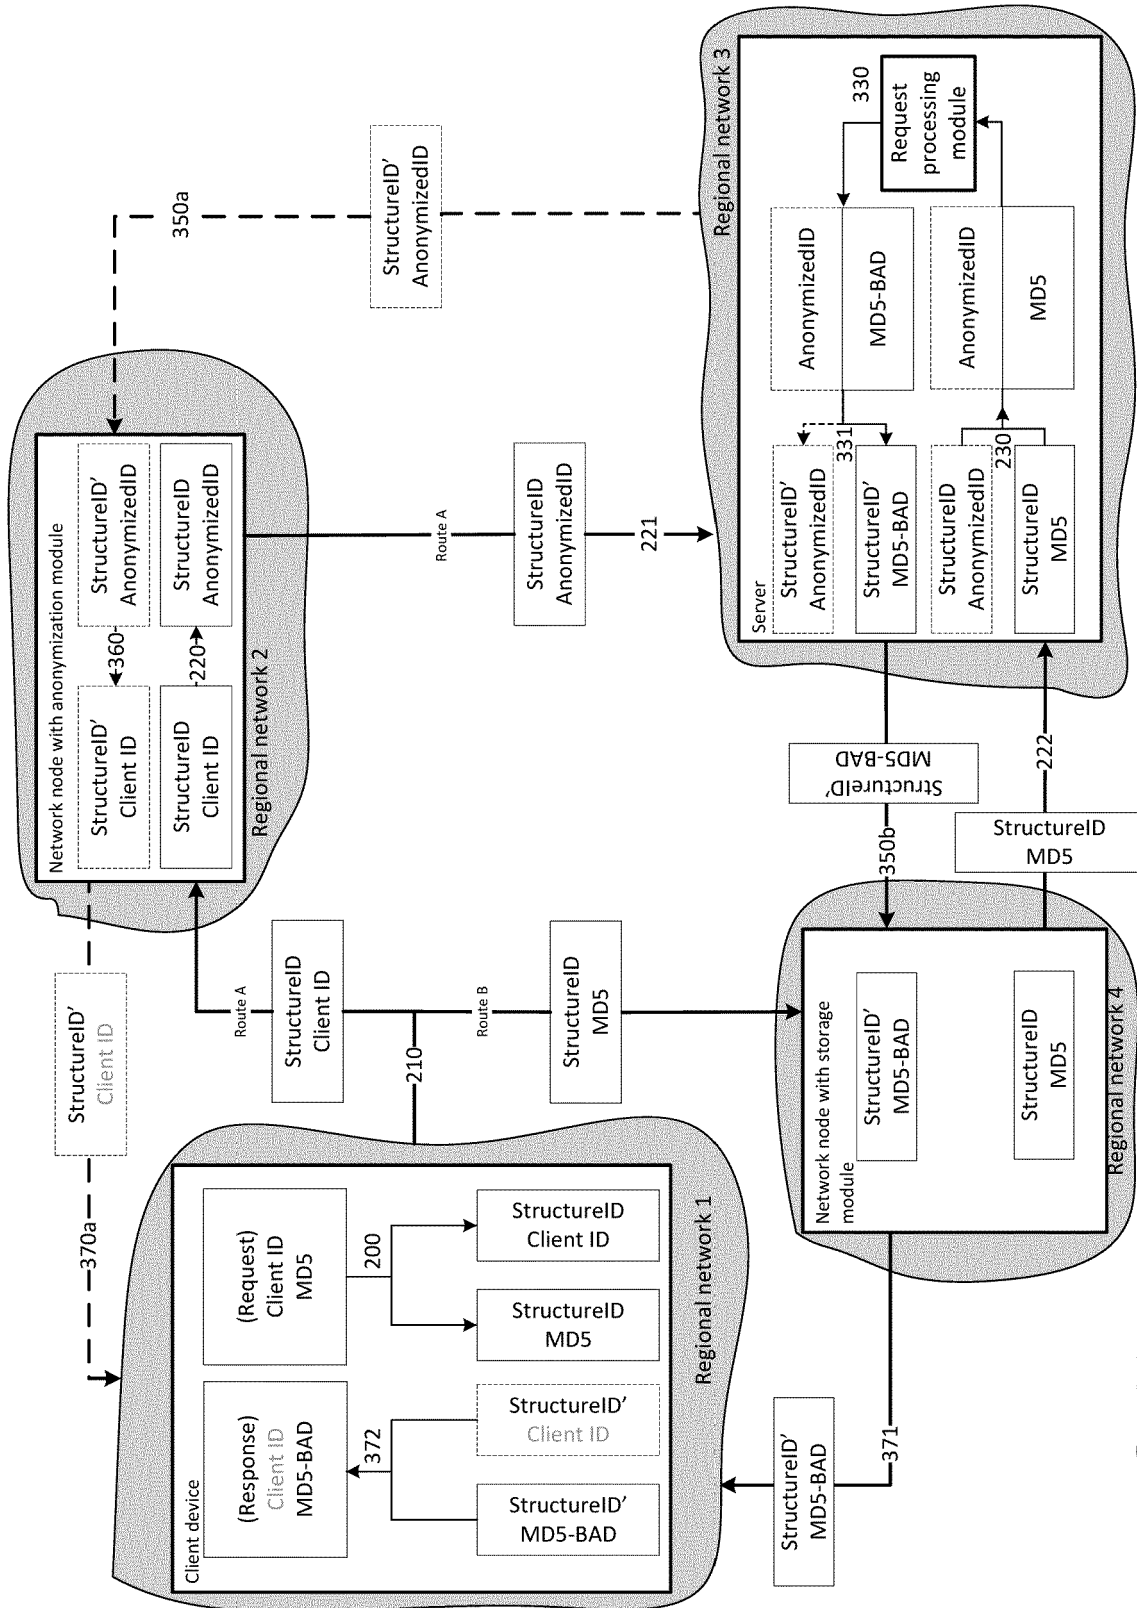 370a
StructureID'
Client ID
Network node with anonymization module
StructureID'
Client ID
360
StructureID'
AnonymizedID
StructureID
Client ID
220
StructureID
AnonymizedID
Regional network 2
350a
StructureID'
AnonymizedID
Client device
(Response)
Client ID
MD5-BAD
(Request)
Client ID
MD5
372
200
StructureID'
MD5-BAD
StructureID'
Client ID
StructureID
MD5
StructureID
Client ID
Regional network 1
Route A
StructureID
Client ID
210
Route B
StructureID
MD5
Route A
StructureID
AnonymizedID
221
Regional network 3
Server
StructureID'
AnonymizedID
331
StructureID'
MD5-BAD
AnonymizedID
MD5-BAD
330
Request
processing
module
StructureID
AnonymizedID
230
StructureID
MD5
AnonymizedID
MD5
StructureID'
MD5-BAD
371
Network node with storage
module
StructureID'
MD5-BAD
StructureID
MD5
Regional network 4
350b
StructureID'
MD5-BAD
StructureID
MD5
222